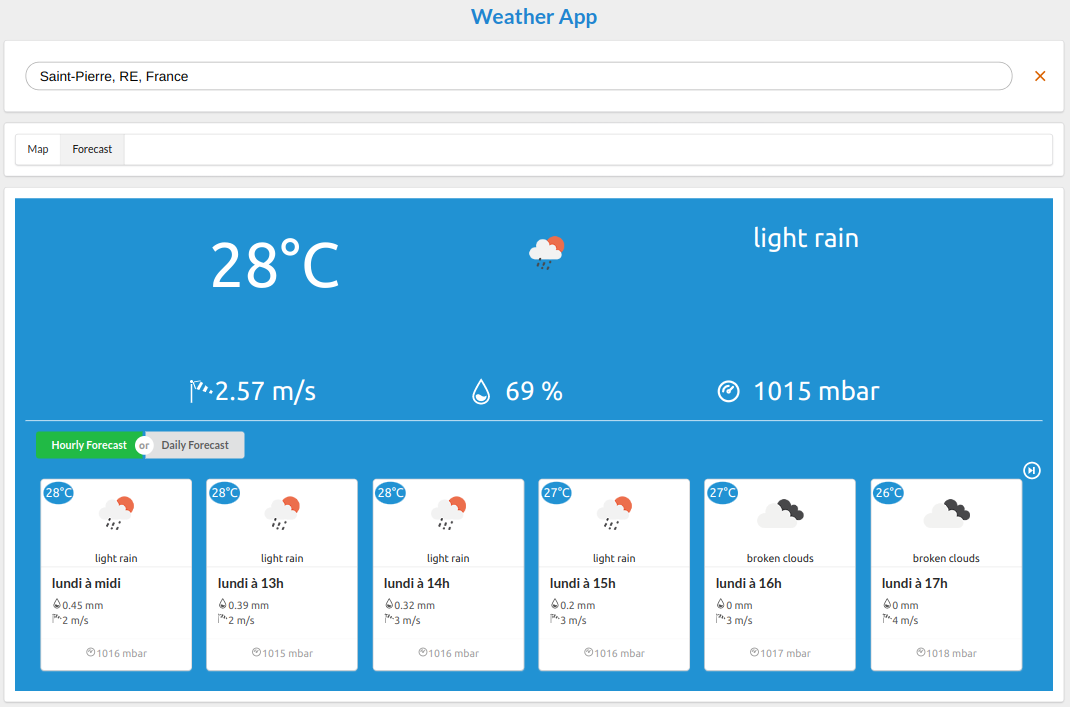 Weather App
Saint-Pierre, RE, France
Map Forecast
28°C
light rain
2.57 m/s 69 % 1015 mbar
Hourly Forecast or Daily Forecast
28°C
light rain
lundi à midi
0.45 mm
2 m/s
1016 mbar
28°C
light rain
lundi à 13h
0.39 mm
2 m/s
1015 mbar
28°C
light rain
lundi à 14h
0.32 mm
3 m/s
1016 mbar
27°C
light rain
lundi à 15h
0.2 mm
3 m/s
1016 mbar
27°C
broken clouds
lundi à 16h
0 mm
3 m/s
1017 mbar
26°C
broken clouds
lundi à 17h
0 mm
4 m/s
1018 mbar